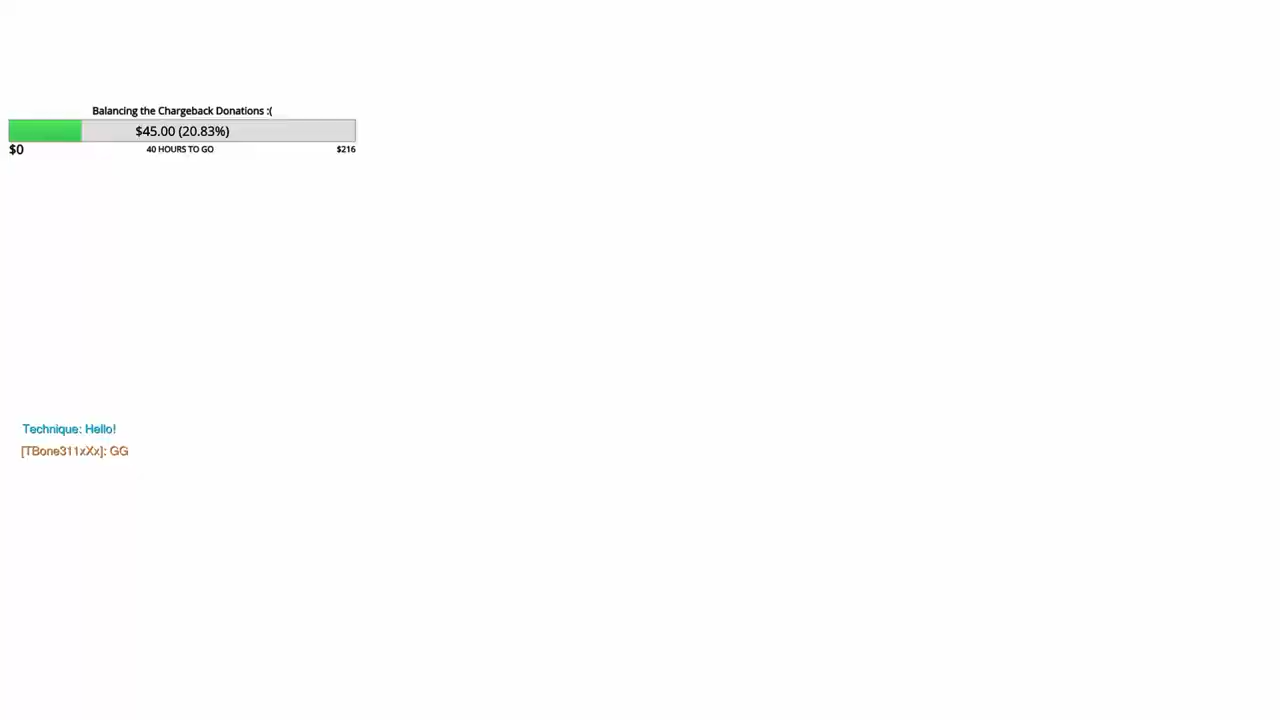 Balancing the Chargeback Donations :(
$45.00 (20.83%)
$0 40 HOURS TO GO $216
Technique: Hello!
[TBone311xXx]: GG